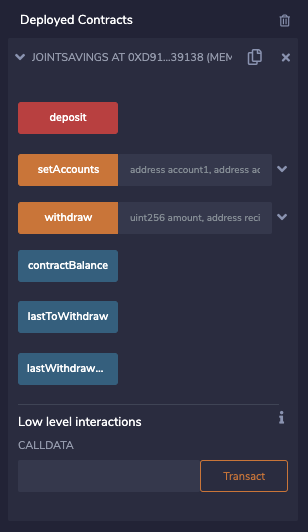 Deployed Contracts
JOINTSAVINGS AT 0XD91...39138 (MEM
deposit
setAccounts
address account1, address ac
withdraw
uint256 amount, address reci
contractBalance
lastToWithdraw
lastWithdraw...
Low level interactions
CALLDATA
Transact